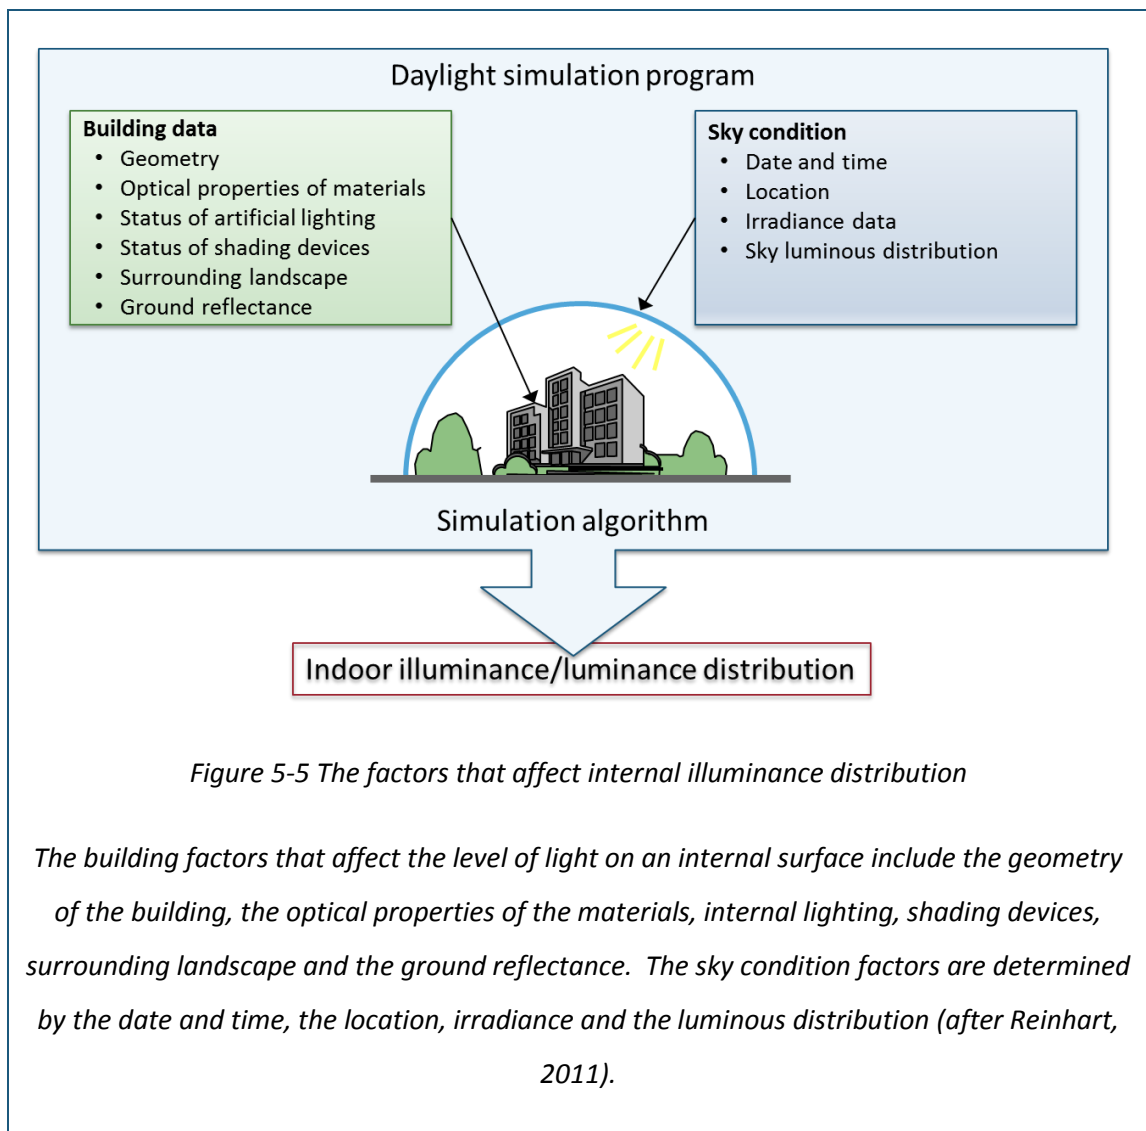 Daylight simulation program
Building data
• Geometry
• Optical properties of materials
• Status of artificial lighting
• Status of shading devices
• Surrounding landscape
• Ground reflectance
Sky condition
• Date and time
• Location
• Irradiance data
• Sky luminous distribution
Simulation algorithm
Indoor illuminance/luminance distribution
Figure 5-5 The factors that affect internal illuminance distribution
The building factors that affect the level of light on an internal surface include the geometry
of the building, the optical properties of the materials, internal lighting, shading devices,
surrounding landscape and the ground reflectance.  The sky condition factors are determined
by the date and time, the location, irradiance and the luminous distribution (after Reinhart,
2011).